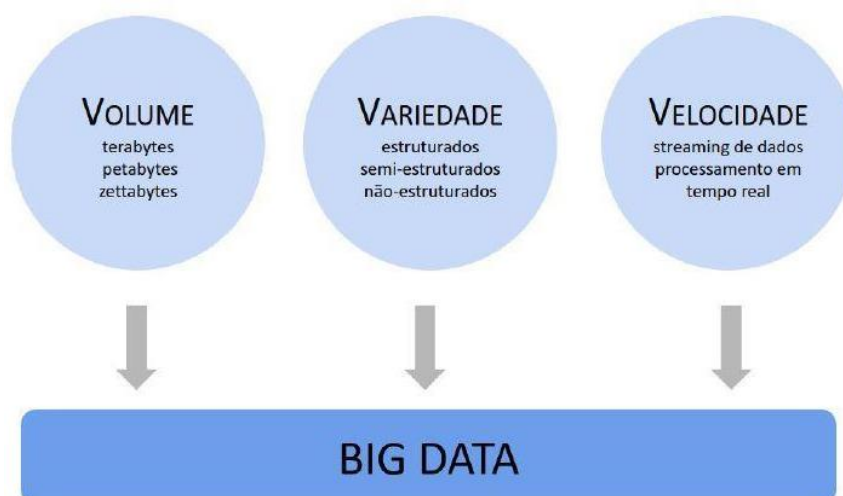 VOLUME
terabytes
petabytes
zettabytes
VARIEDADE
estruturados
semi-estruturados
não-estruturados
VELOCIDADE
streaming de dados
processamento em
tempo real
BIG DATA